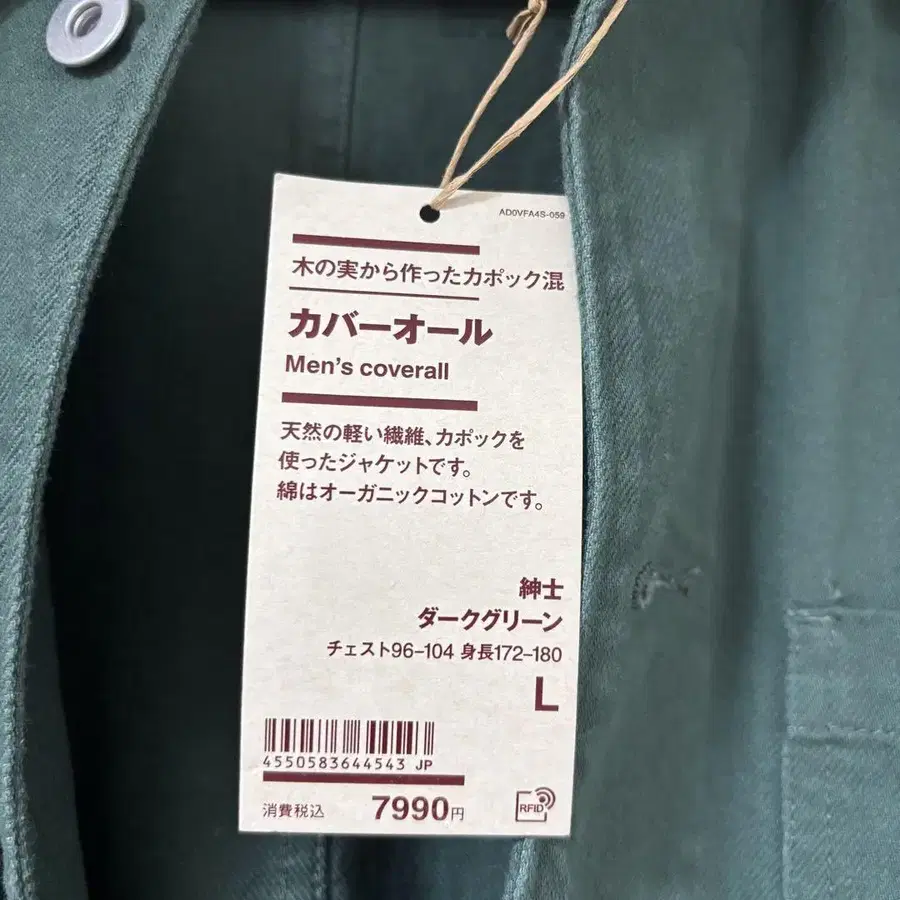 AD0VFA4S-059
木の実から作ったカポック混
カバーオール
Men's coverall
天然の軽い繊維、カポックを
使ったジャケットです。
綿はオーガニックコットンです。
紳士
ダークグリーン
チェスト96-104 身長172-180
L
4550583644543 JP
消費税込 7990円
RFID